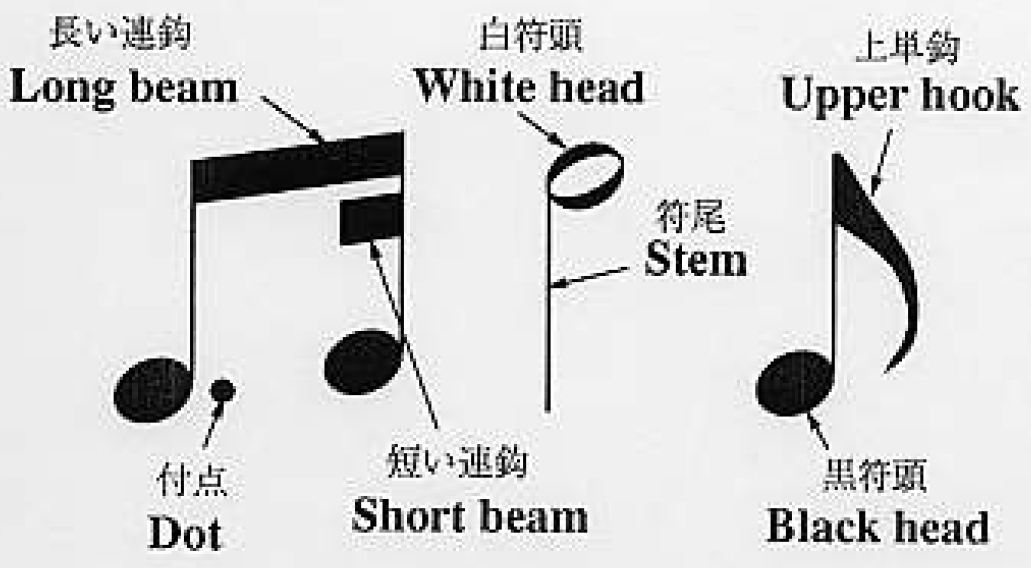 長い連鈎
Long beam
白符頭
White head
上単鈎
Upper hook
符尾
Stem
付点
Dot
短い連鈎
Short beam
黒符頭
Black head